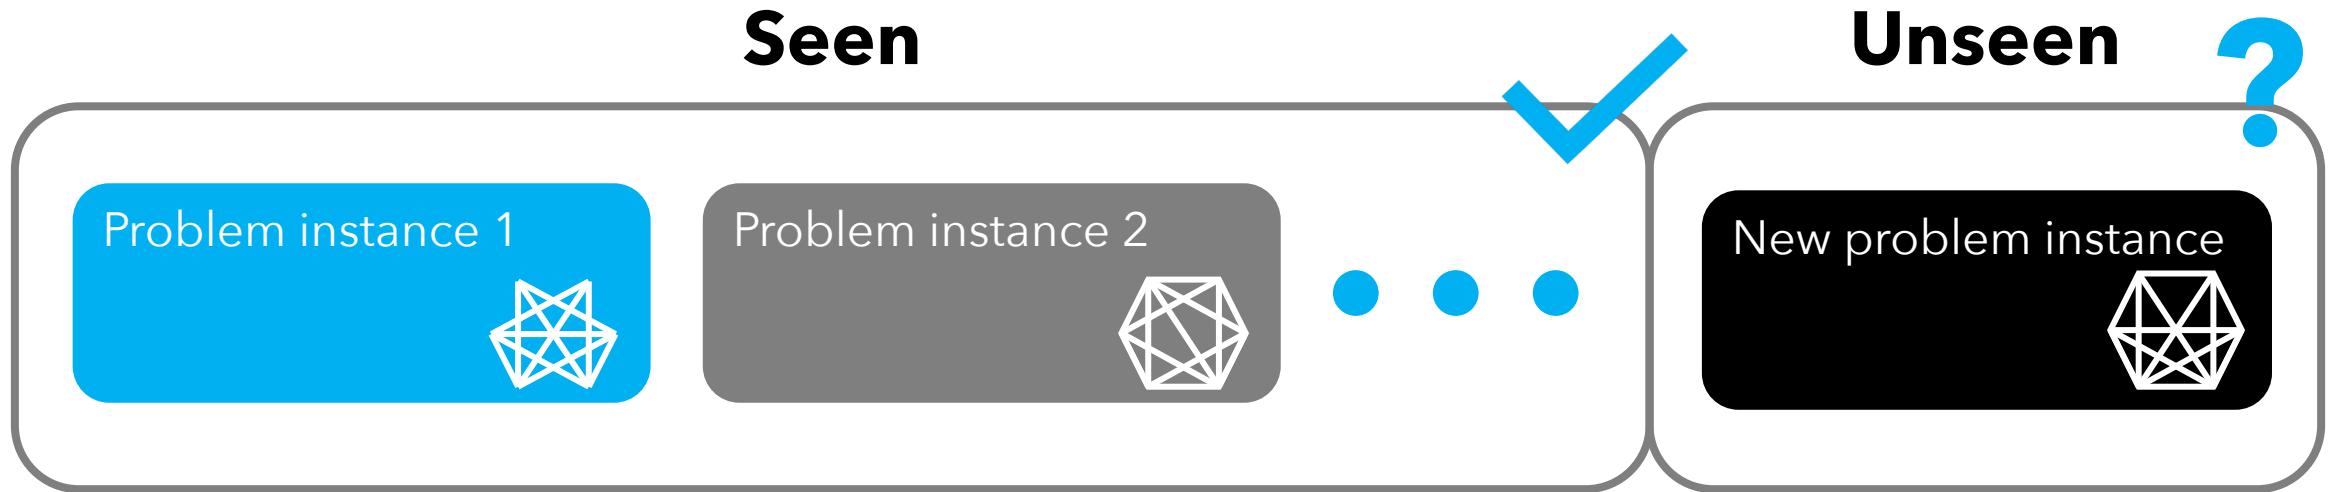 Seen
Unseen
?
Problem instance 1
Problem instance 2
New problem instance